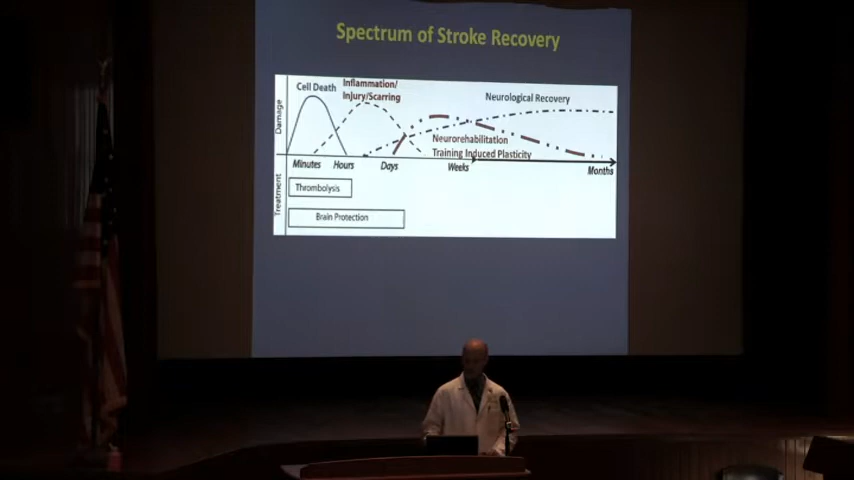 Spectrum of Stroke Recovery
Cell Death
Inflammation/
Injury/Scarring
Neurological Recovery
Damage
Neurorehabilitation
Training Induced Plasticity
Minutes
Hours
Days
Weeks
Months
Treatment
Thrombolysis
Brain Protection